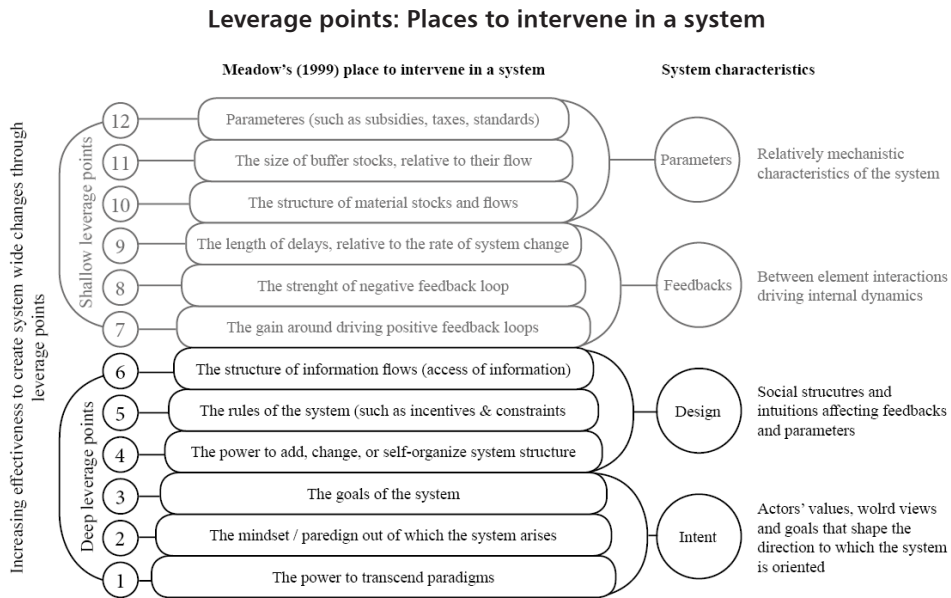 Leverage points: Places to intervene in a system
Meadow's (1999) place to intervene in a system
System characteristics
Increasing effectiveness to create system wide changes through
leverage points
Shallow leverage points
12
Parameteres (such as subsidies, taxes, standards)
11
The size of buffer stocks, relative to their flow
10
The structure of material stocks and flows
Parameters
Relatively mechanistic
characteristics of the system
9
The length of delays, relative to the rate of system change
8
The strenght of negative feedback loop
7
The gain around driving positive feedback loops
Feedbacks
Between element interactions
driving internal dynamics
Deep leverage points
6
The structure of information flows (access of information)
5
The rules of the system (such as incentives & constraints
4
The power to add, change, or self-organize system structure
Design
Social strucutres and
intuitions affecting feedbacks
and parameters
3
The goals of the system
2
The mindset / paredign out of which the system arises
1
The power to transcend paradigms
Intent
Actors' values, wolrd views
and goals that shape the
direction to which the system
is oriented